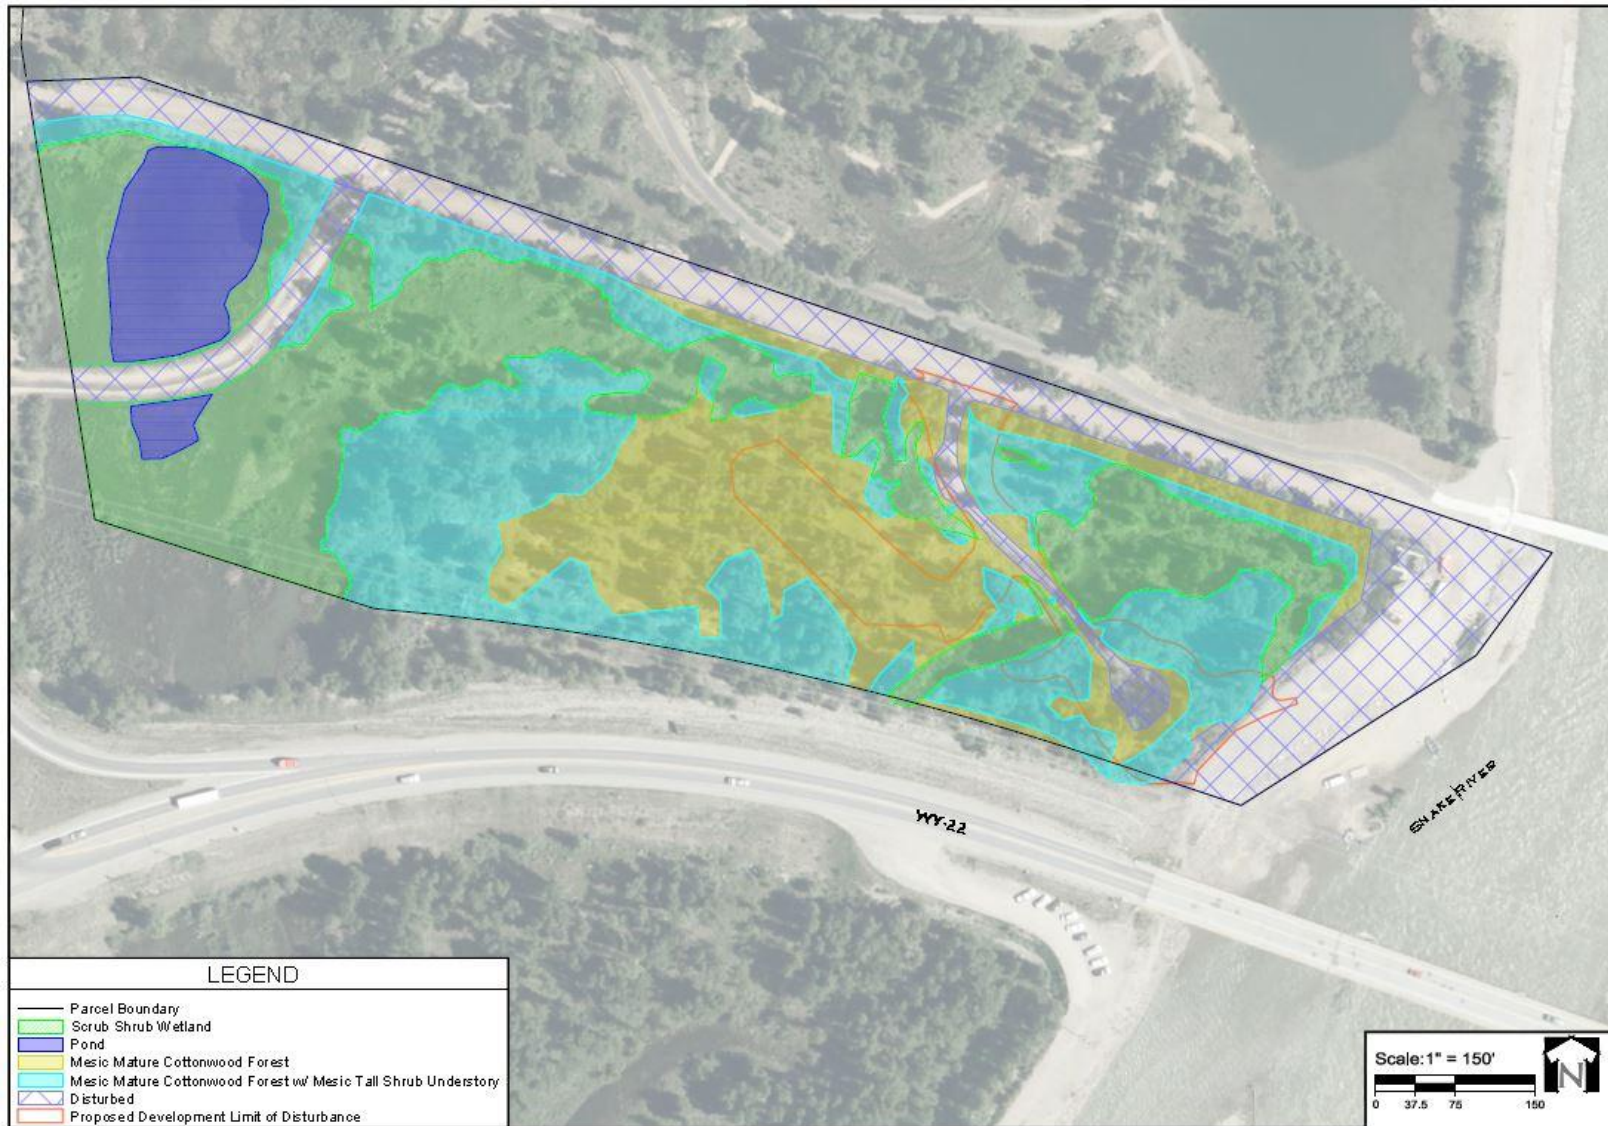 WY-22
SNAKE RIVER
LEGEND
Parcel Boundary
Scrub Shrub Wetland
Pond
Mesic Mature Cottonwood Forest
Mesic Mature Cottonwood Forest w/ Mesic Tall Shrub Understory
Disturbed
Proposed Development Limit of Disturbance
Scale:1" = 150'
0 37.5 75 150
N